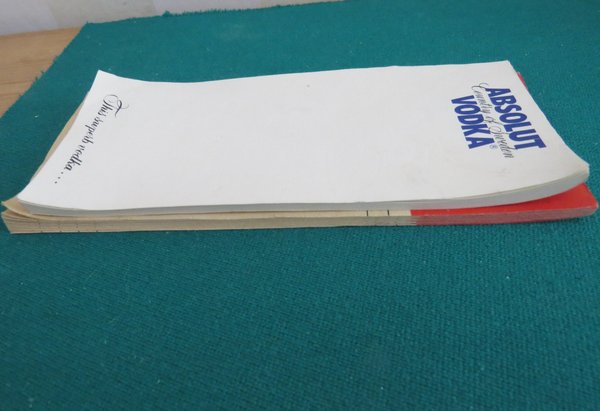 ABSOLUT
Country of Sweden
VODKA®
This superb vodka...